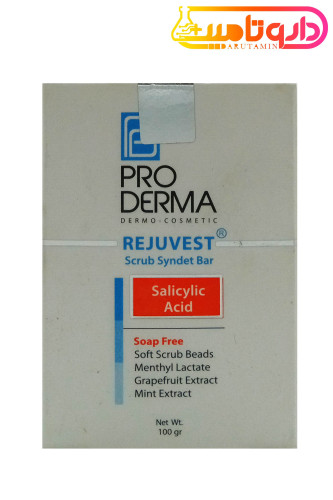 داروتامین
DARUTAMIN
PRO
DERMA
DERMO-COSMETIC
REJUVEST®
Scrub Syndet Bar
Salicylic
Acid
Soap Free
Soft Scrub Beads
Menthyl Lactate
Grapefruit Extract
Mint Extract
Net Wt.
100 gr